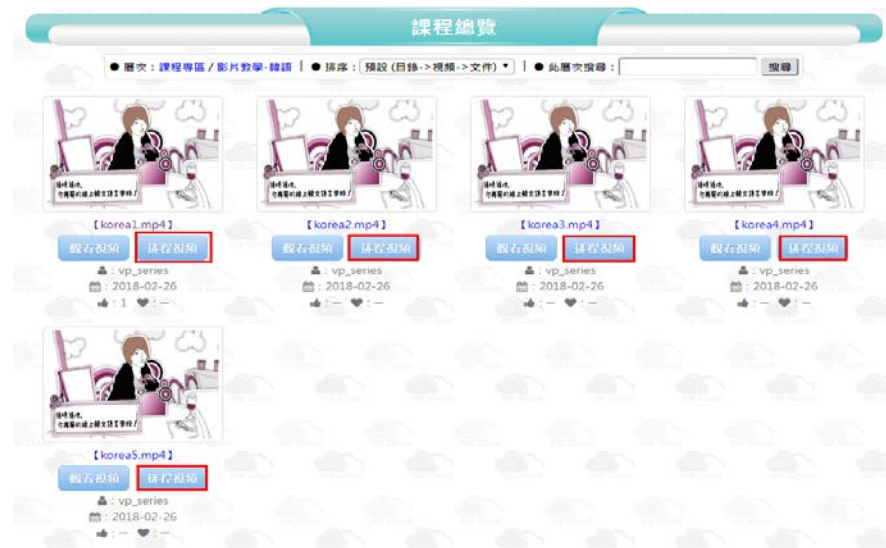 課程總覽
● 層次：課程專區 / 影片教學-韓語 | ● 排序：預設 (目錄->視頻->文件) ▼ | ● 此層次搜尋： 搜尋
【korea1.mp4】 【korea2.mp4】 【korea3.mp4】 【korea4.mp4】
觀看視頻 排程視頻 觀看視頻 排程視頻 觀看視頻 排程視頻 觀看視頻 排程視頻
: vp_series : vp_series : vp_series : vp_series
: 2018-02-26 : 2018-02-26 : 2018-02-26 : 2018-02-26
: 1 : — : — : — : — : — : — : —
【korea5.mp4】
觀看視頻 排程視頻
: vp_series
: 2018-02-26
: — : —